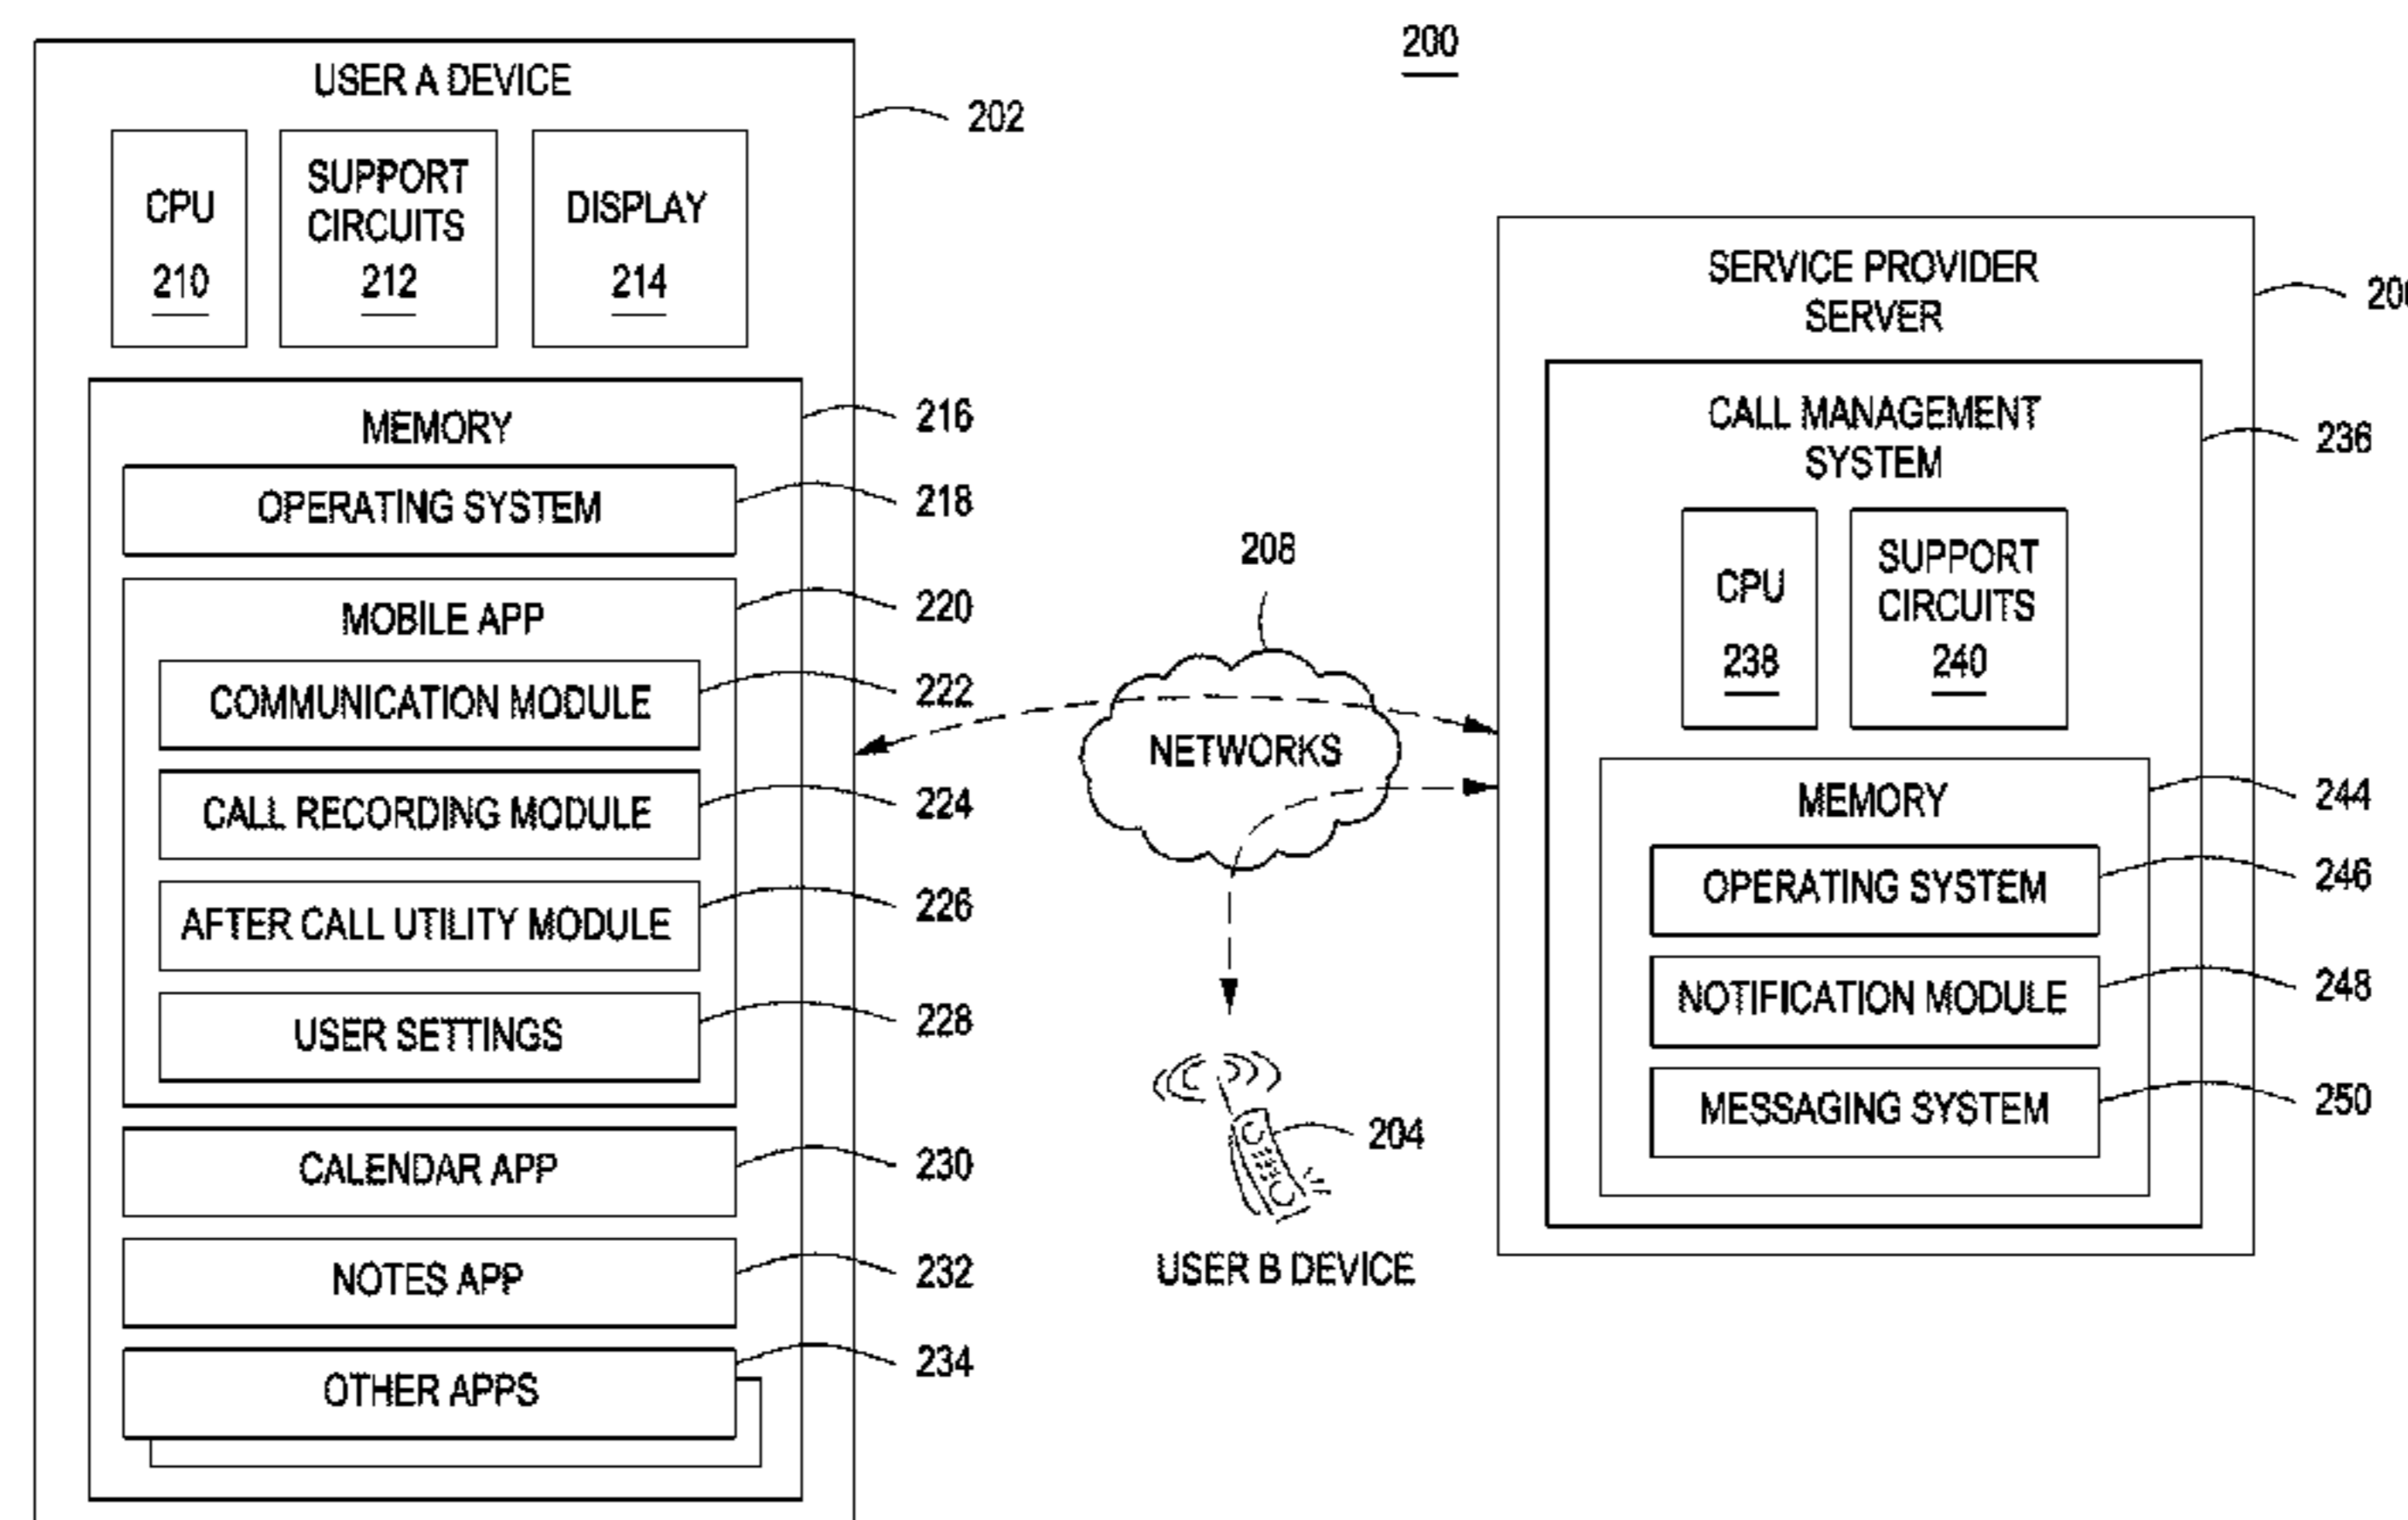 200
USER A DEVICE
202
CPU
210
SUPPORT
CIRCUITS
212
DISPLAY
214
MEMORY
216
OPERATING SYSTEM
218
MOBILE APP
220
COMMUNICATION MODULE
222
CALL RECORDING MODULE
224
AFTER CALL UTILITY MODULE
226
USER SETTINGS
228
CALENDAR APP
230
NOTES APP
232
OTHER APPS
234
208
NETWORKS
204
USER B DEVICE
SERVICE PROVIDER
SERVER
CALL MANAGEMENT
SYSTEM
236
CPU
238
SUPPORT
CIRCUITS
240
MEMORY
244
OPERATING SYSTEM
246
NOTIFICATION MODULE
248
MESSAGING SYSTEM
250